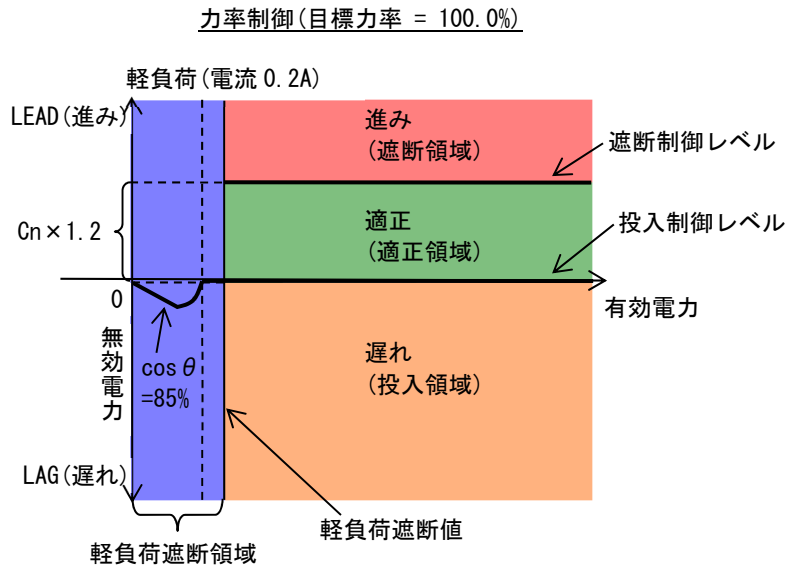 力率制御(目標力率 = 100.0%)
軽負荷(電流 0.2A)
LEAD(進み)
進み
(遮断領域)
遮断制御レベル
Cn×1.2
適正
(適正領域)
投入制御レベル
0
有効電力
無効電力
cosθ
=85%
遅れ
(投入領域)
LAG(遅れ)
軽負荷遮断値
軽負荷遮断領域